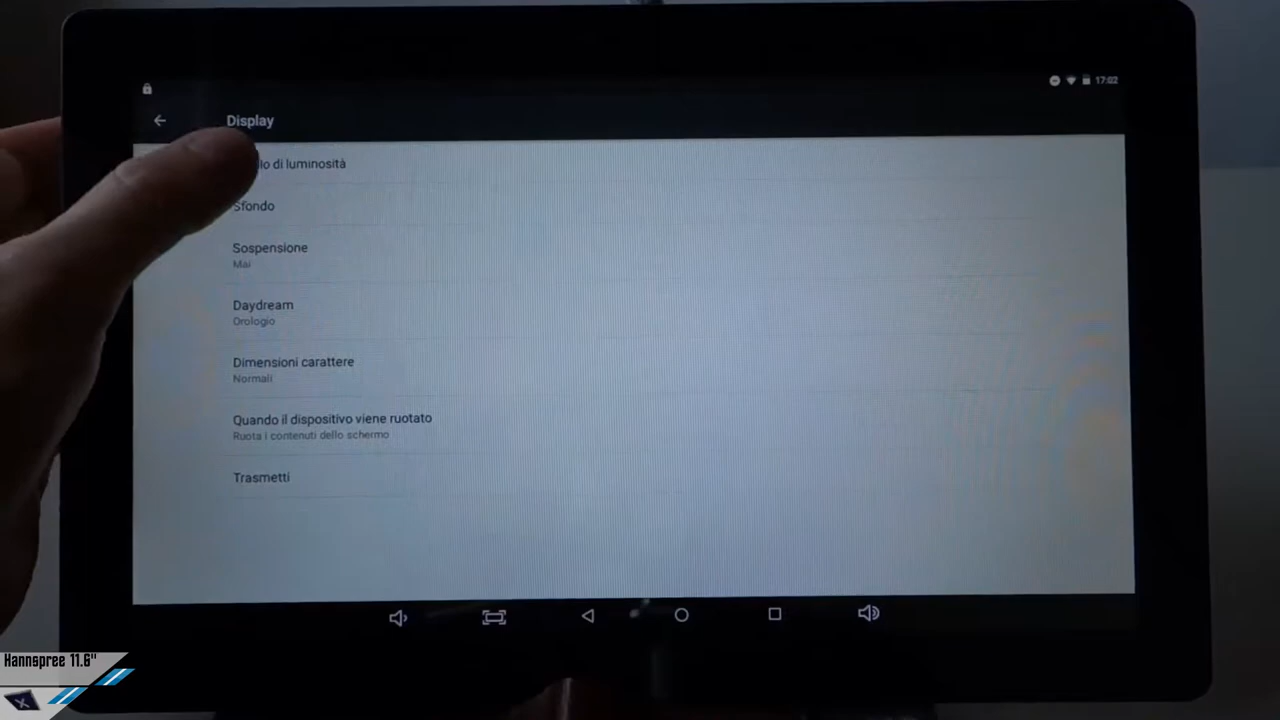 17:02
Display
lo di luminosità
Sfondo
Sospensione
Mai
Daydream
Orologio
Dimensioni carattere
Normali
Quando il dispositivo viene ruotato
Ruota i contenuti dello schermo
Trasmetti
Hannspree 11.6"